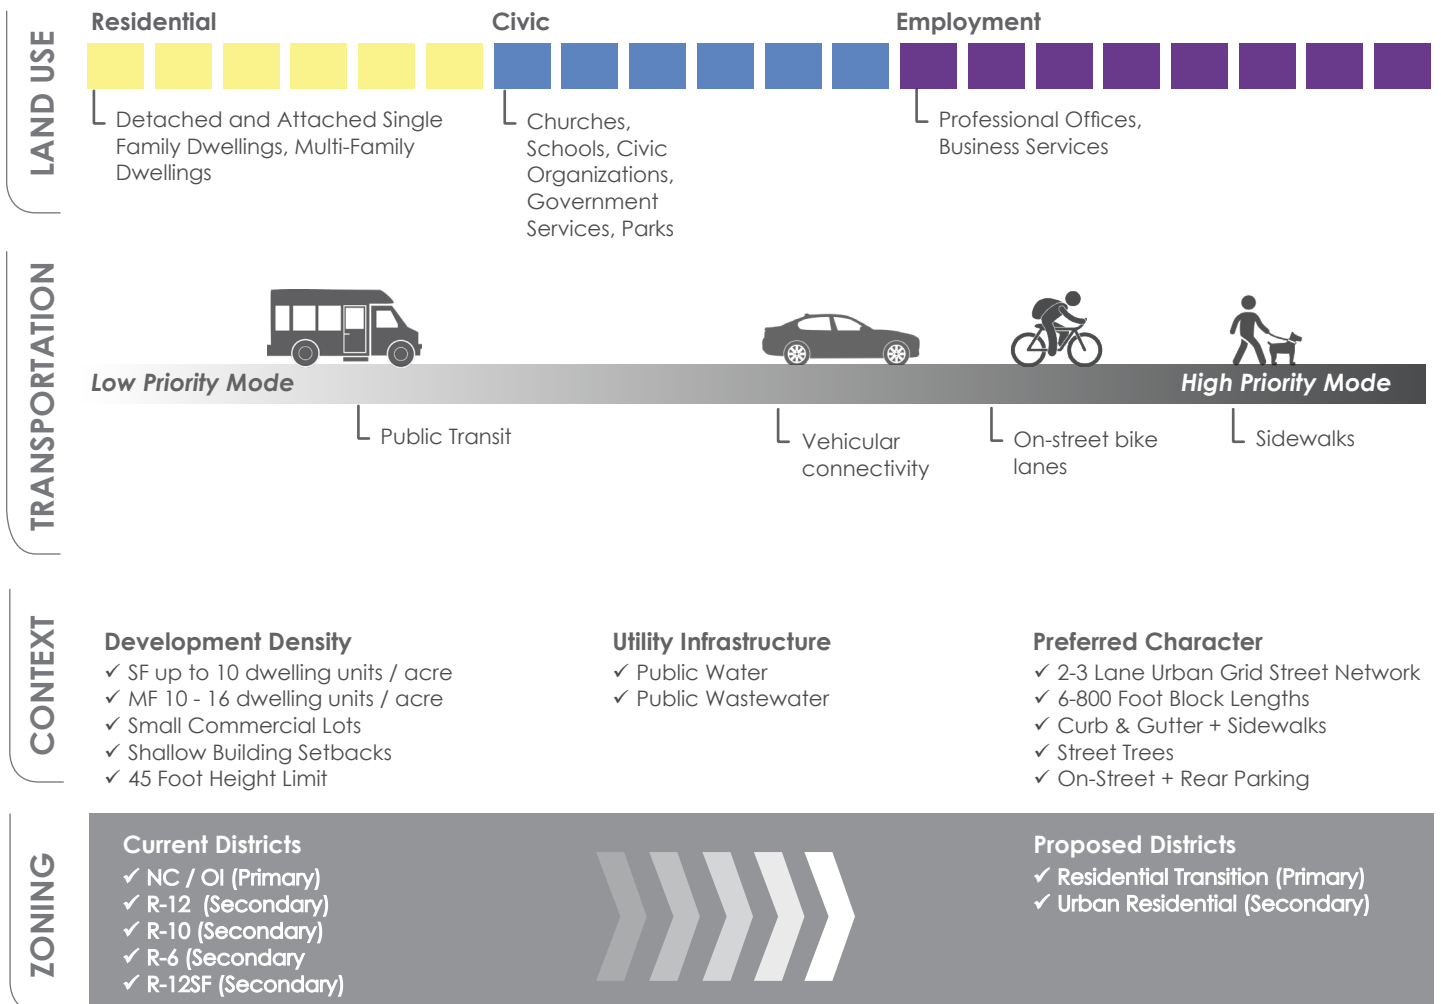 LAND USE
Residential
Detached and Attached Single
Family Dwellings, Multi-Family
Dwellings
Civic
Churches,
Schools, Civic
Organizations,
Government
Services, Parks
Employment
Professional Offices,
Business Services
TRANSPORTATION
Low Priority Mode
High Priority Mode
Public Transit
Vehicular
connectivity
On-street bike
lanes
Sidewalks
CONTEXT
Development Density
✓ SF up to 10 dwelling units / acre
✓ MF 10 - 16 dwelling units / acre
✓ Small Commercial Lots
✓ Shallow Building Setbacks
✓ 45 Foot Height Limit
Utility Infrastructure
✓ Public Water
✓ Public Wastewater
Preferred Character
✓ 2-3 Lane Urban Grid Street Network
✓ 6-800 Foot Block Lengths
✓ Curb & Gutter + Sidewalks
✓ Street Trees
✓ On-Street + Rear Parking
ZONING
Current Districts
✓ NC / OI (Primary)
✓ R-12 (Secondary)
✓ R-10 (Secondary)
✓ R-6 (Secondary
✓ R-12SF (Secondary)
Proposed Districts
✓ Residential Transition (Primary)
✓ Urban Residential (Secondary)